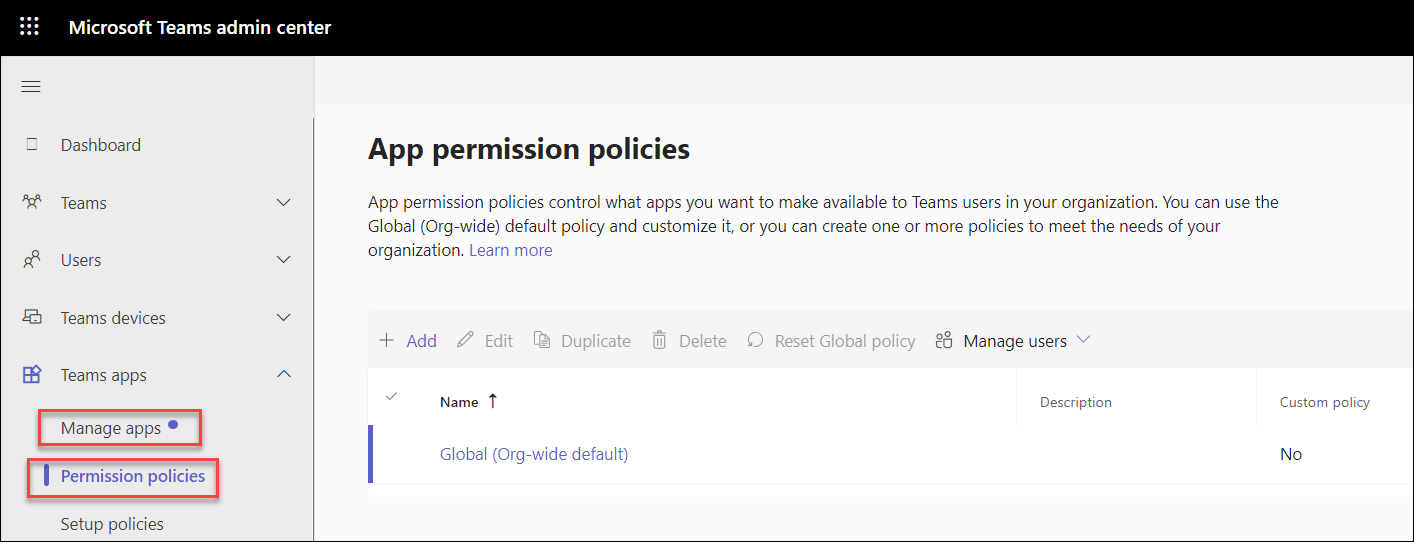 Microsoft Teams admin center
Dashboard
Teams
Users
Teams devices
Teams apps
Manage apps
Permission policies
Setup policies
App permission policies
App permission policies control what apps you want to make available to Teams users in your organization. You can use the
Global (Org-wide) default policy and customize it, or you can create one or more policies to meet the needs of your
organization. Learn more
Add Edit Duplicate Delete Reset Global policy Manage users
Name Description Custom policy
Global (Org-wide default) No